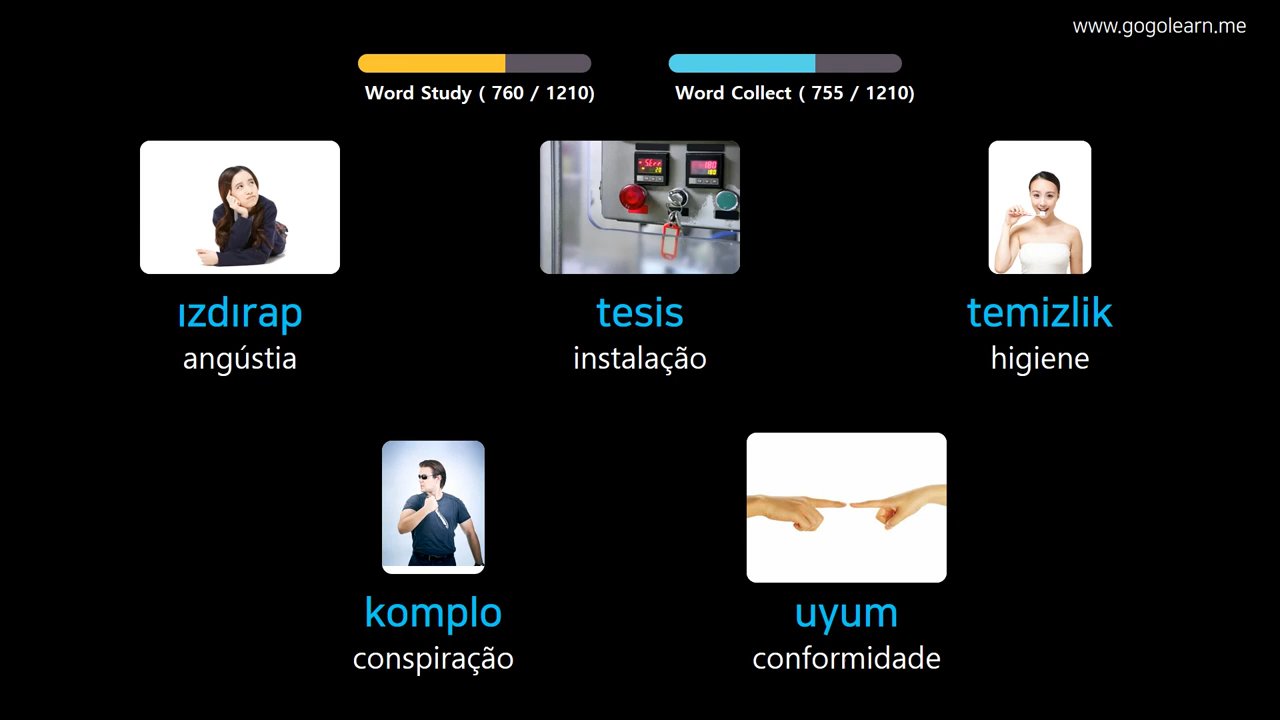 www.gogolearn.me
Word Study ( 760 / 1210)
Word Collect ( 755 / 1210)
ızdırap
angústia
tesis
instalação
temizlik
higiene
komplo
conspiração
uyum
conformidade